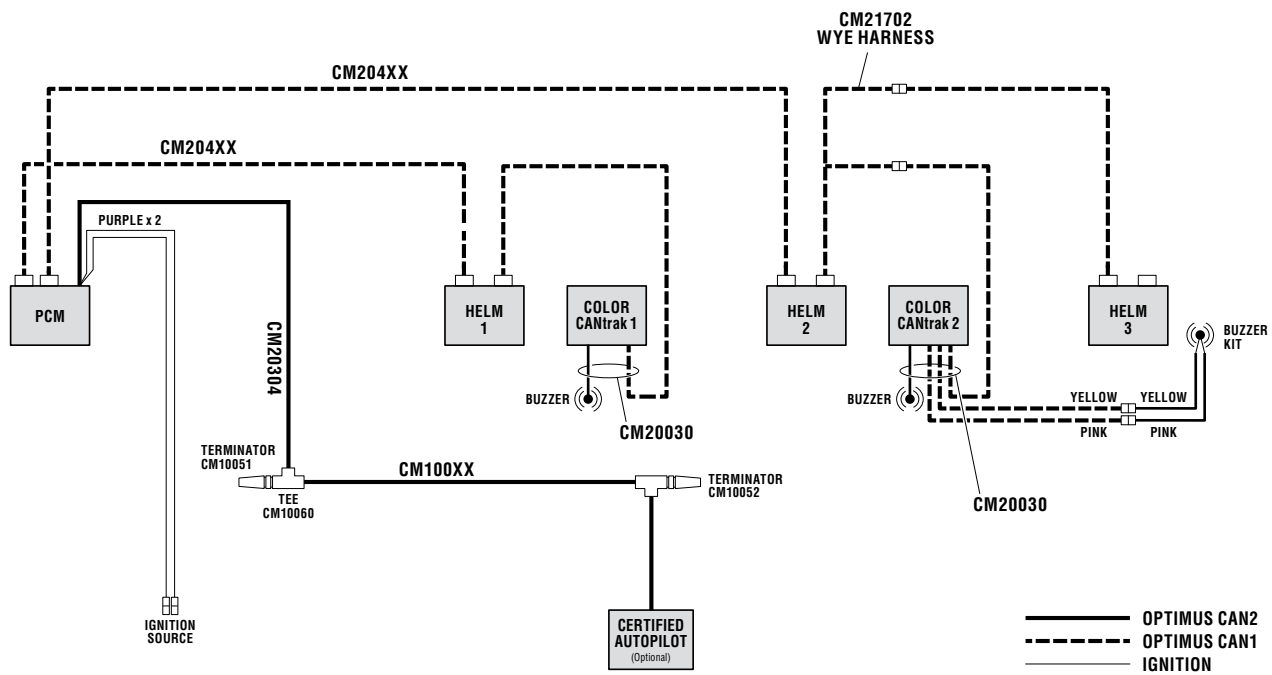 CM21702
WYE HARNESS
CM204XX
CM204XX
PURPLE x 2
PCM
HELM
1
COLOR
CANtrak 1
HELM
2
COLOR
CANtrak 2
HELM
3
BUZZER
KIT
CM20304
BUZZER
BUZZER
YELLOW
YELLOW
PINK
PINK
CM20030
TERMINATOR
CM10051
CM100XX
TERMINATOR
CM10052
TEE
CM10060
CM20030
IGNITION
SOURCE
CERTIFIED
AUTOPILOT
(Optional)
OPTIMUS CAN2
OPTIMUS CAN1
IGNITION